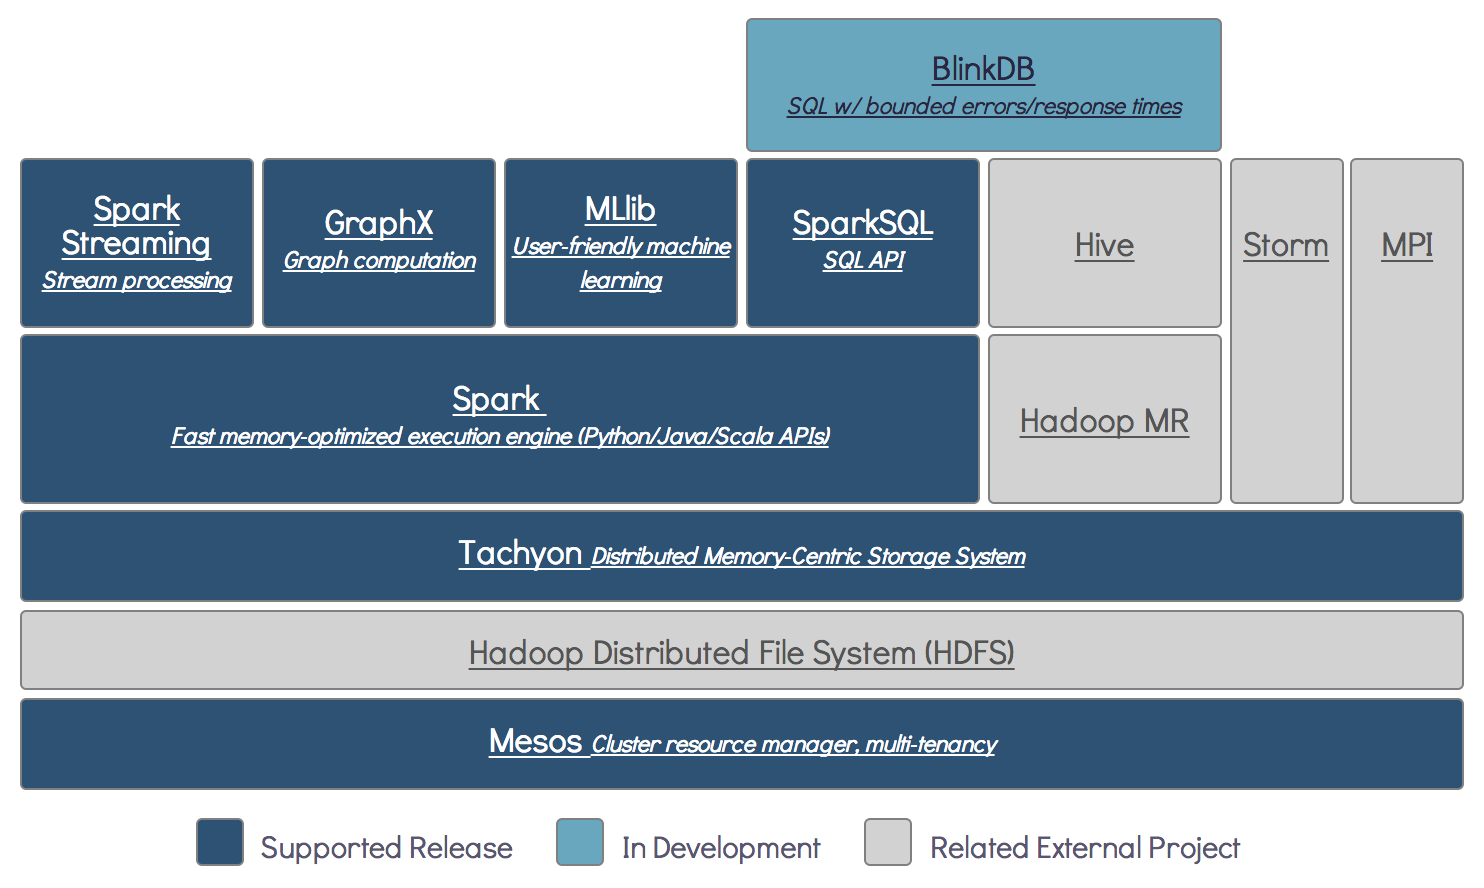 BlinkDB
SQL w/ bounded errors/response times
Spark
Streaming
Stream processing
GraphX
Graph computation
MLlib
User-friendly machine
learning
SparkSQL
SQL API
Hive
Storm
MPI
Spark
Fast memory-optimized execution engine (Python/Java/Scala APIs)
Hadoop MR
Tachyon Distributed Memory-Centric Storage System
Hadoop Distributed File System (HDFS)
Mesos Cluster resource manager, multi-tenancy
Supported Release
In Development
Related External Project